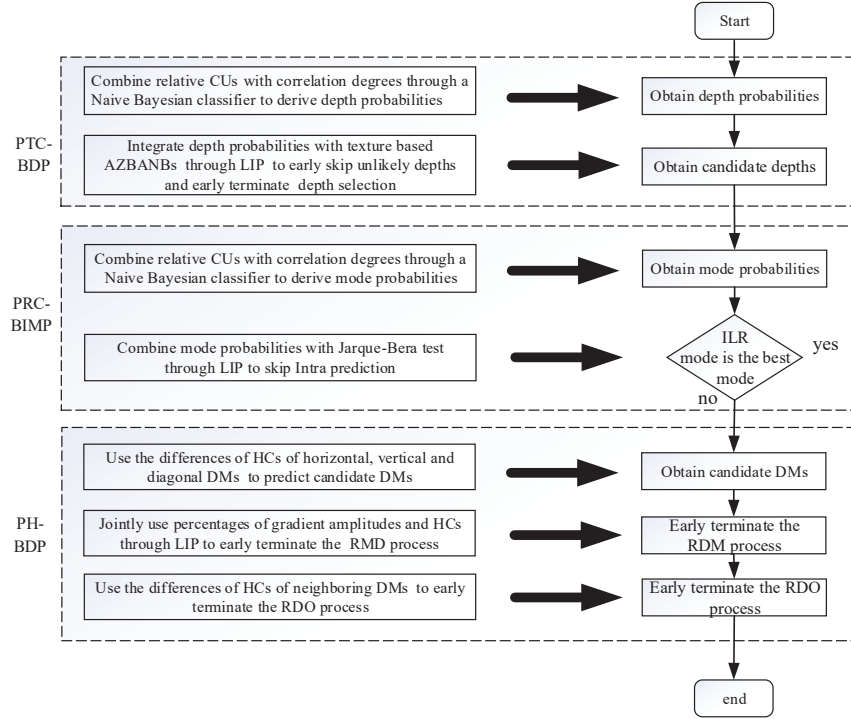 Start
PTC-
BDP
Combine relative CUs with correlation degrees through a
Naive Bayesian classifier to derive depth probabilities
Obtain depth probabilities
Integrate depth probabilities with texture based
AZBANBs through LIP to early skip unlikely depths
and early terminate depth selection
Obtain candidate depths
PRC-
BIMP
Combine relative CUs with correlation degrees through a
Naive Bayesian classifier to derive mode probabilities
Obtain mode probabilities
Combine mode probabilities with Jarque-Bera test
through LIP to skip Intra prediction
ILR
mode is the best
mode
yes
no
PH-
BDP
Use the differences of HCs of horizontal, vertical and
diagonal DMs to predict candidate DMs
Obtain candidate DMs
Jointly use percentages of gradient amplitudes and HCs
through LIP to early terminate the RMD process
Early terminate the
RDM process
Use the differences of HCs of neighboring DMs to early
terminate the RDO process
Early terminate the RDO
process
end